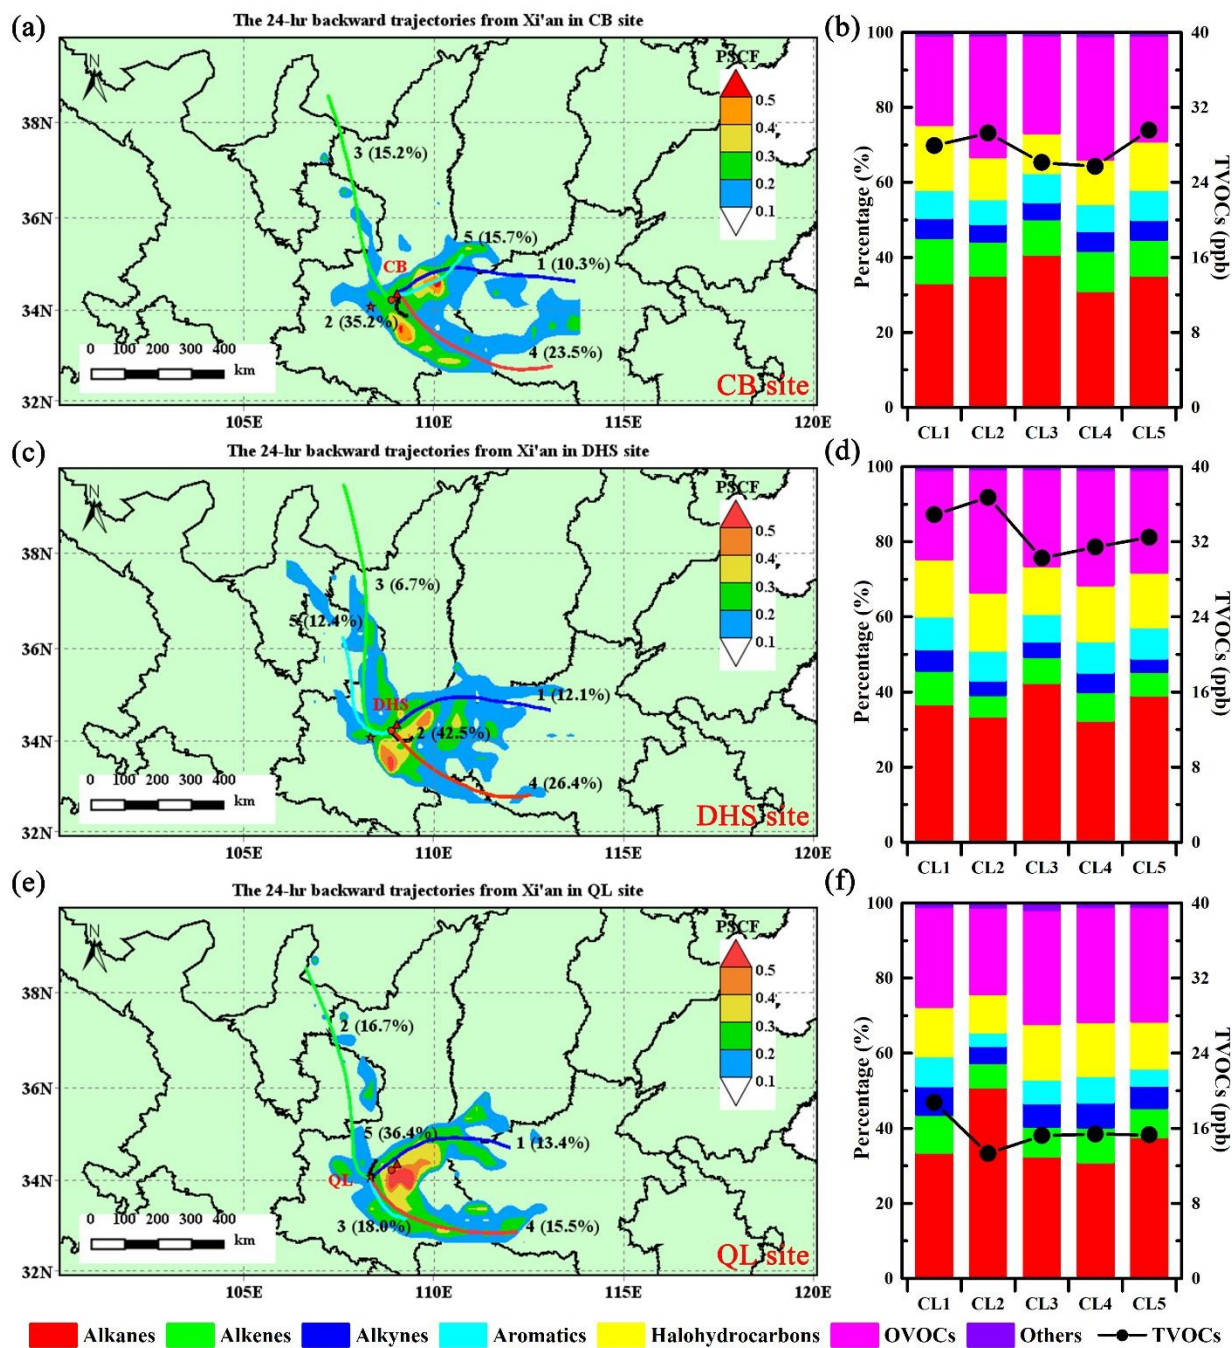 (a)
The 24-hr backward trajectories from Xi'an in CB site
N
38N
36N
34N
32N
3 (15.2%)
5 (15.7%)
CB
1 (10.3%)
2 (35.2%)
4 (23.5%)
0 100 200 300 400
km
PSCF
0.5
0.4
0.3
0.2
0.1
CB site
105E 110E 115E 120E
(b)
Percentage (%)
100
80
60
40
20
0
TVOCs (ppb)
40
32
24
16
8
0
CL1 CL2 CL3 CL4 CL5
(c)
The 24-hr backward trajectories from Xi'an in DHS site
N
38N
36N
34N
32N
3 (6.7%)
5 (12.4%)
1 (12.1%)
DHS
2 (42.5%)
4 (26.4%)
0 100 200 300 400
km
PSCF
0.5
0.4
0.3
0.2
0.1
DHS site
105E 110E 115E 120E
(d)
Percentage (%)
100
80
60
40
20
0
TVOCs (ppb)
40
32
24
16
8
0
CL1 CL2 CL3 CL4 CL5
(e)
The 24-hr backward trajectories from Xi'an in QL site
N
38N
36N
34N
32N
2 (16.7%)
5 (36.4%)
1 (13.4%)
QL
3 (18.0%)
4 (15.5%)
0 100 200 300 400
km
PSCF
0.5
0.4
0.3
0.2
0.1
QL site
105E 110E 115E 120E
(f)
Percentage (%)
100
80
60
40
20
0
TVOCs (ppb)
40
32
24
16
8
0
CL1 CL2 CL3 CL4 CL5
Alkanes Alkenes Alkynes Aromatics Halohydrocarbons OVOCs Others TVOCs